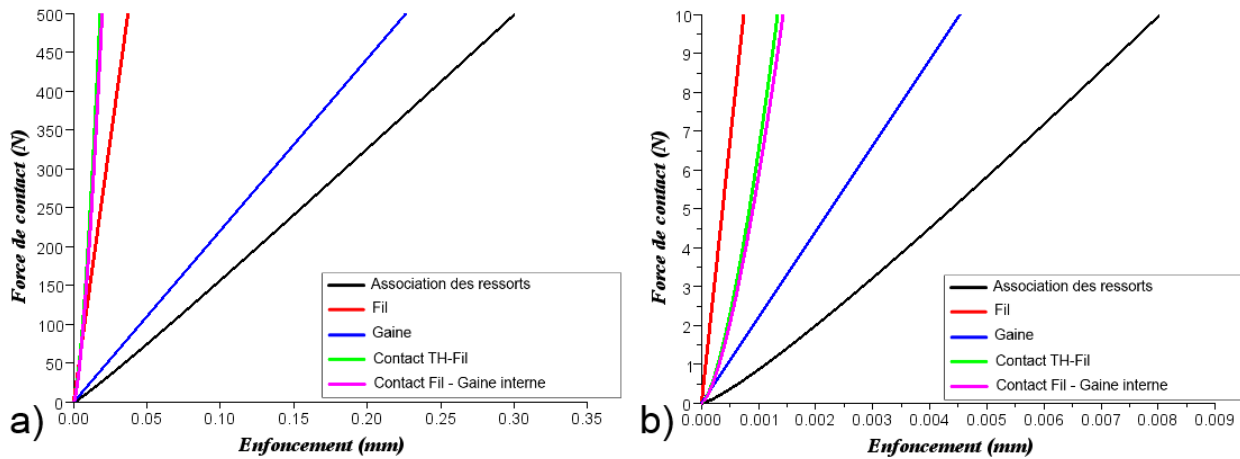 500
450
400
350
300
250
200
150
100
50
0
Force de contact (N)
0.00 0.05 0.10 0.15 0.20 0.25 0.30 0.35
Enfoncement (mm)
Association des ressorts
Fil
Gaine
Contact TH-Fil
Contact Fil - Gaine interne
a)
10
9
8
7
6
5
4
3
2
1
0
Force de contact (N)
0.000 0.001 0.002 0.003 0.004 0.005 0.006 0.007 0.008 0.009
Enfoncement (mm)
Association des ressorts
Fil
Gaine
Contact TH-Fil
Contact Fil - Gaine interne
b)